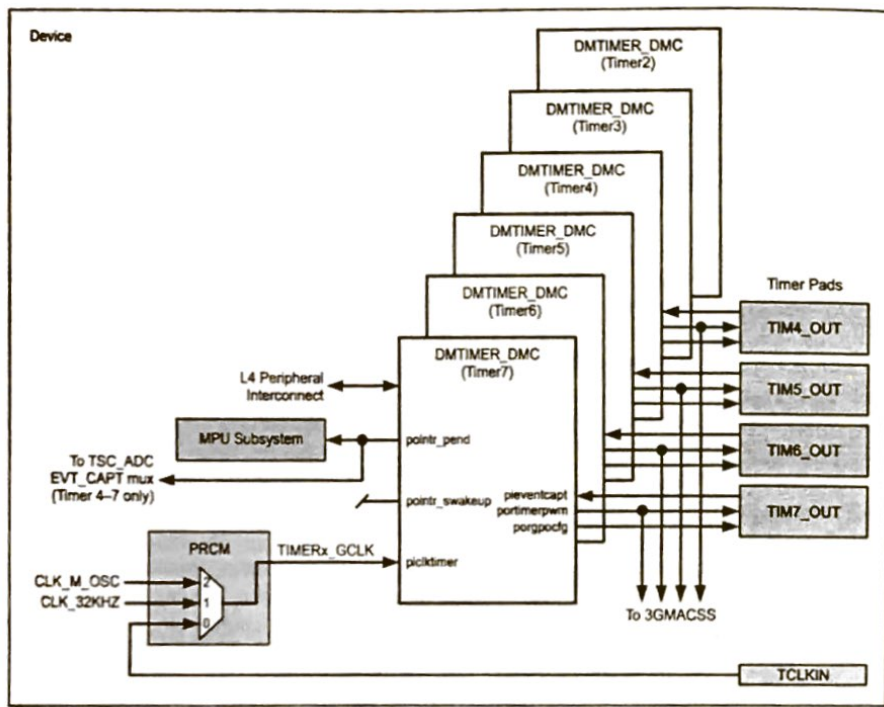 Device
DMTIMER_DMC
(Timer2)
DMTIMER_DMC
(Timer3)
DMTIMER_DMC
(Timer4)
DMTIMER_DMC
(Timer5)
DMTIMER_DMC
(Timer6)
DMTIMER_DMC
(Timer7)
Timer Pads
TIM4_OUT
TIM5_OUT
TIM6_OUT
TIM7_OUT
L4 Peripheral
Interconnect
MPU Subsystem
pointr_pend
To TSC_ADC
EVT_CAPT mux
(Timer 4–7 only)
pointr_swakeup
pieventcapt
portimerpwm
porgpocfg
PRCM
TIMERx_GCLK
piclktimer
CLK_M_OSC
2
CLK_32KHZ
1
0
To 3GMACSS
TCLKIN